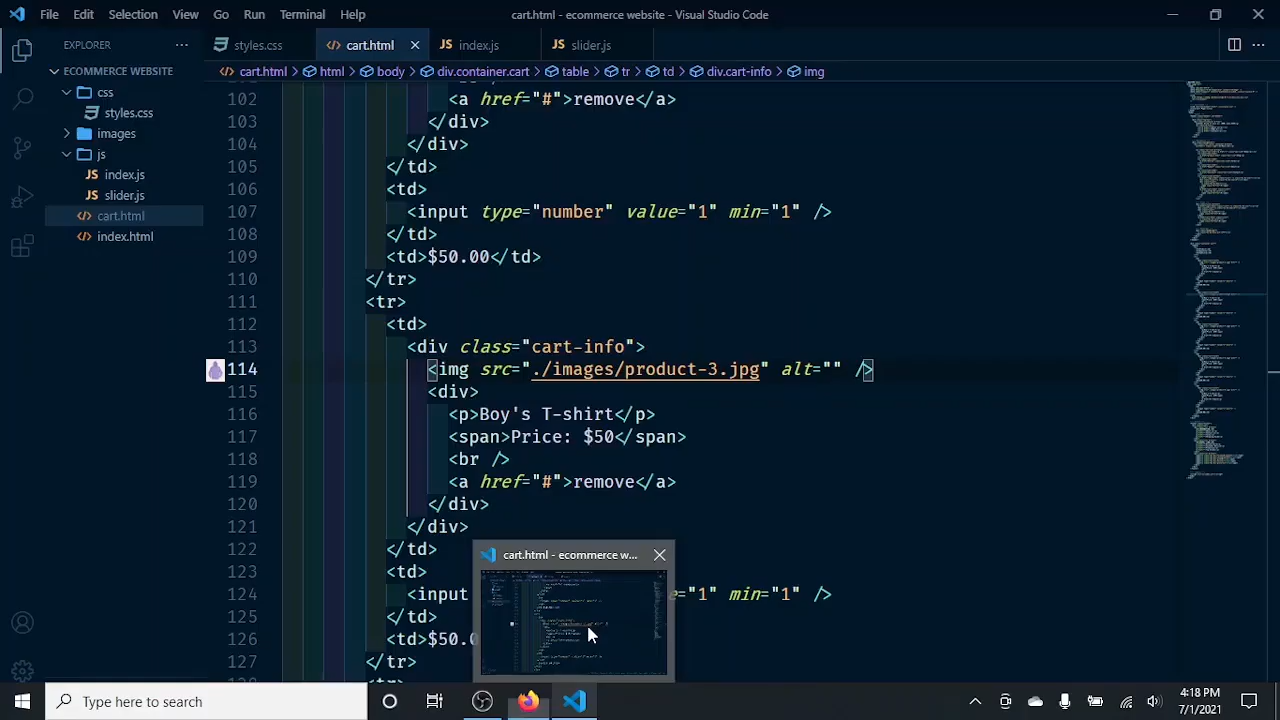 File Edit Selection View Go Run Terminal Help
cart.html - ecommerce website - Visual Studio Code
EXPLORER
styles.css
cart.html
index.js
slider.js
ECOMMERCE WEBSITE
css
styles.css
images
js
index.js
slider.js
cart.html
index.html
cart.html > html > body > div.container.cart > table > tr > td > div.cart-info > img
102 <a href="#">remove</a>
103 </div>
104 </div>
105 </td>
106 <td>
107 <input type="number" value="1" min="1" />
108 </td>
109 <td>$50.00</td>
110 </tr>
111 <tr>
112 <td>
113 <div class="cart-info">
114 <img src="./images/product-3.jpg" alt="" />
115 <div>
116 <p>Boy's T-shirt</p>
117 <span>Price: $50</span>
118 <br />
119 <a href="#">remove</a>
120 </div>
121 </div>
122 </td>
123 <td>
124 <input e="1" min="1" />
125 </td>
126 <td>$50.0
127 </tr>
cart.html - ecommerce w...
Type here to search
4:18 PM
7/1/2021